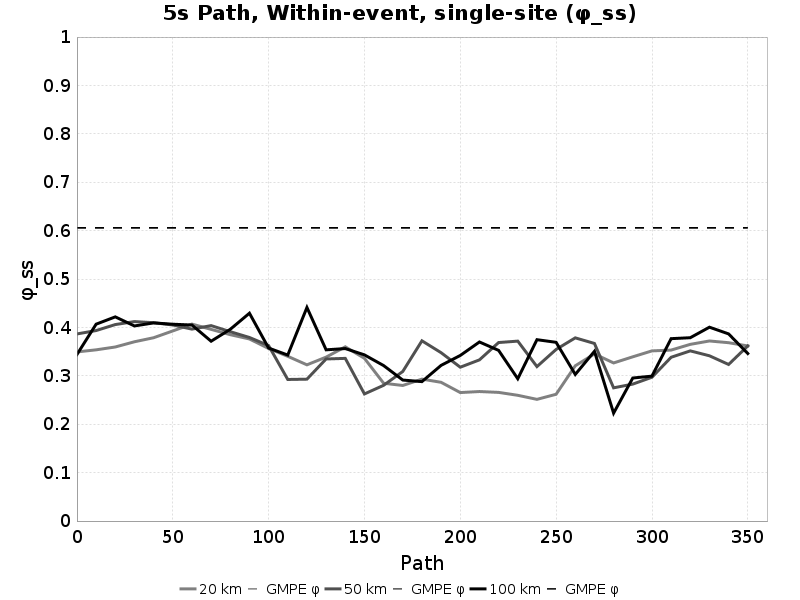 5s Path, Within-event, single-site (φ_ss)
1
0.9
0.8
0.7
0.6
0.5
0.4
0.3
0.2
0.1
0
φ_ss
0 50 100 150 200 250 300 350
Path
20 km GMPE φ 50 km GMPE φ 100 km GMPE φ